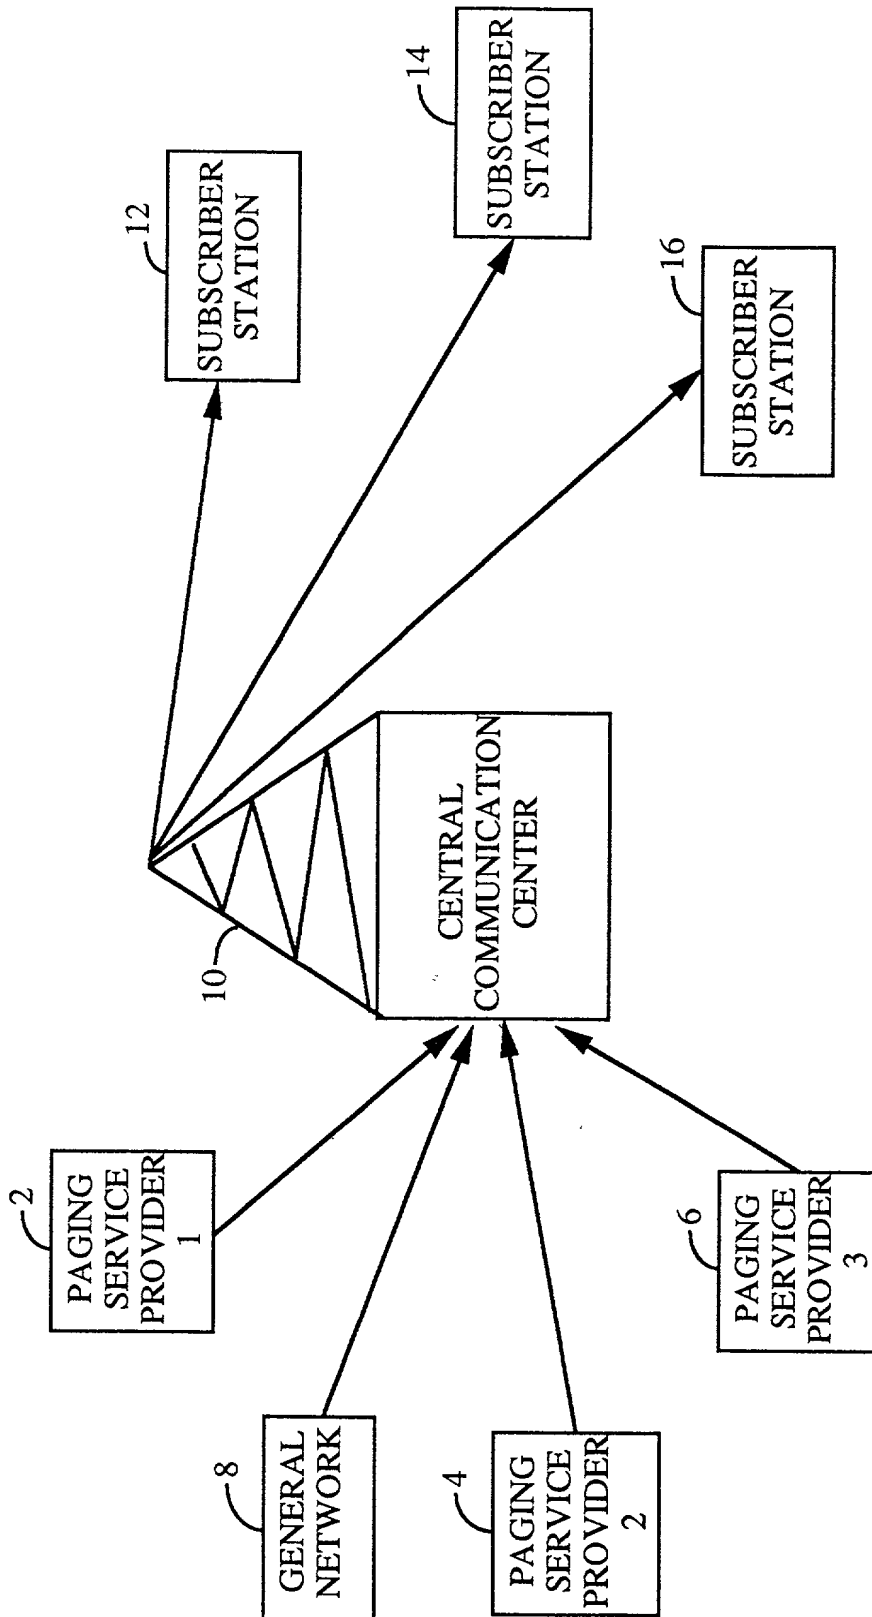 2
PAGING
SERVICE
PROVIDER
1
8
GENERAL
NETWORK
4
PAGING
SERVICE
PROVIDER
2
6
PAGING
SERVICE
PROVIDER
3
10
CENTRAL
COMMUNICATION
CENTER
12
SUBSCRIBER
STATION
14
SUBSCRIBER
STATION
16
SUBSCRIBER
STATION